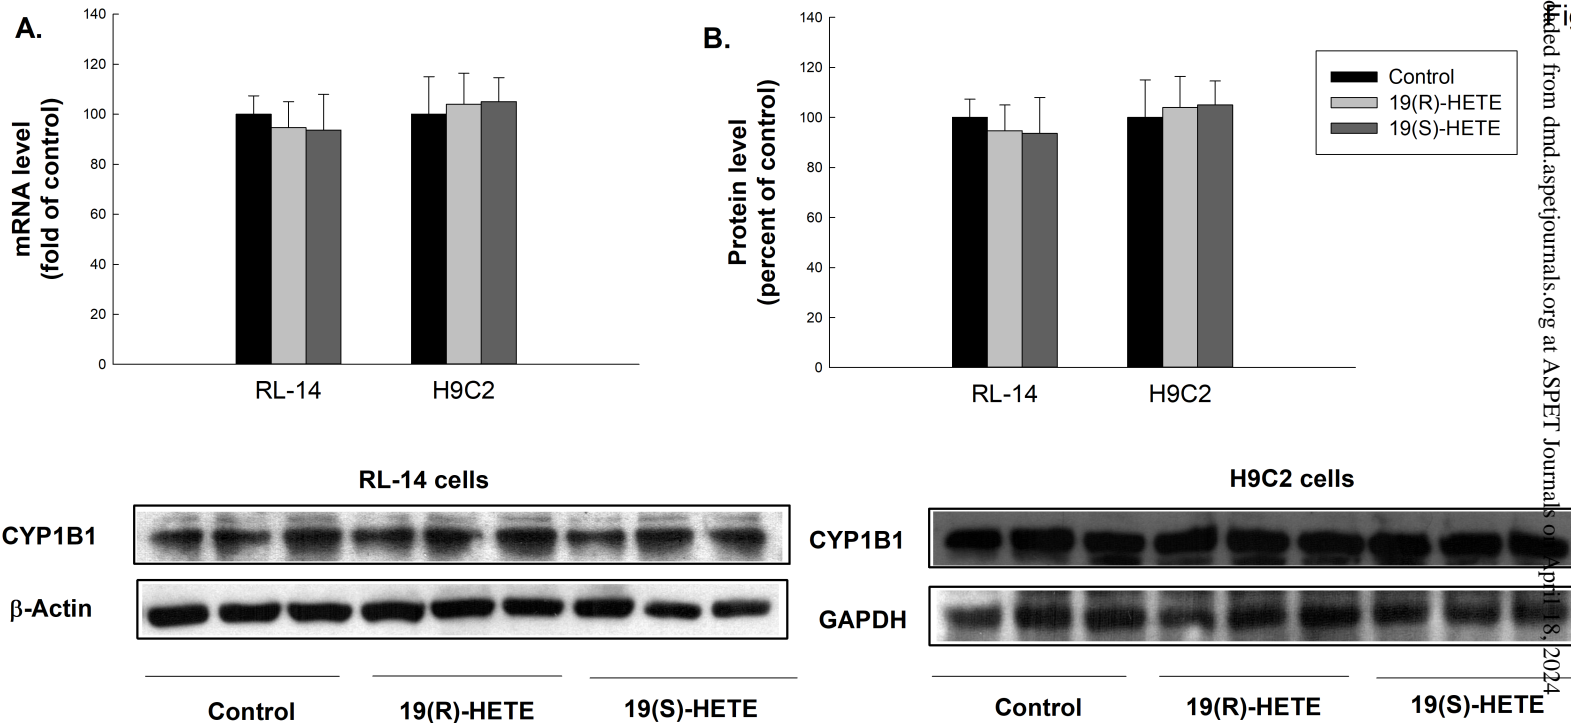 A.
mRNA level
(fold of control)
140
120
100
80
60
40
20
0
RL-14
H9C2
B.
Protein level
(percent of control)
140
120
100
80
60
40
20
0
RL-14
H9C2
Control
19(R)-HETE
19(S)-HETE
RL-14 cells
CYP1B1
β-Actin
Control
19(R)-HETE
19(S)-HETE
H9C2 cells
CYP1B1
GAPDH
Control
19(R)-HETE
19(S)-HETE
from dmd.aspetjournals.org at ASPET Journals on April 18, 2024